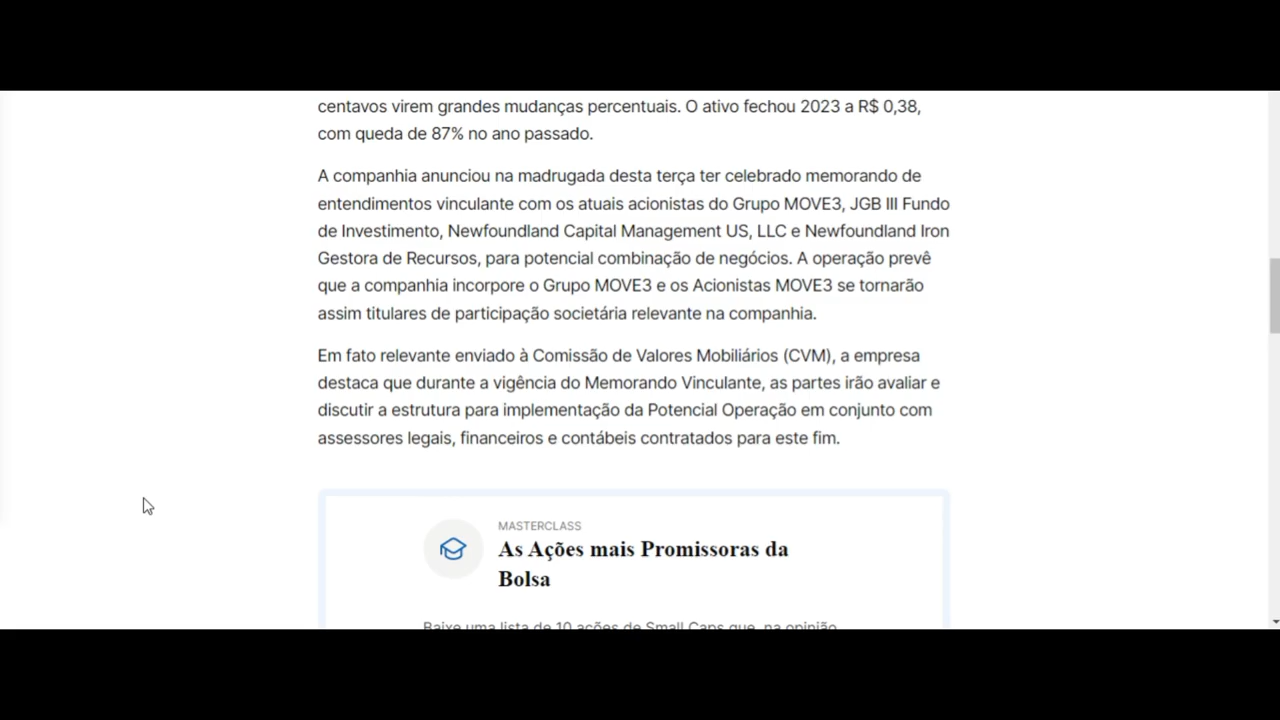 centavos virem grandes mudanças percentuais. O ativo fechou 2023 a R$ 0,38,
com queda de 87% no ano passado.
A companhia anunciou na madrugada desta terça ter celebrado memorando de
entendimentos vinculante com os atuais acionistas do Grupo MOVE3, JGB III Fundo
de Investimento, Newfoundland Capital Management US, LLC e Newfoundland Iron
Gestora de Recursos, para potencial combinação de negócios. A operação prevê
que a companhia incorpore o Grupo MOVE3 e os Acionistas MOVE3 se tornarão
assim titulares de participação societária relevante na companhia.
Em fato relevante enviado à Comissão de Valores Mobiliários (CVM), a empresa
destaca que durante a vigência do Memorando Vinculante, as partes irão avaliar e
discutir a estrutura para implementação da Potencial Operação em conjunto com
assessores legais, financeiros e contábeis contratados para este fim.
MASTERCLASS
As Ações mais Promissoras da
Bolsa
Baixe uma lista de 10 ações de Small Caps que, na opinião